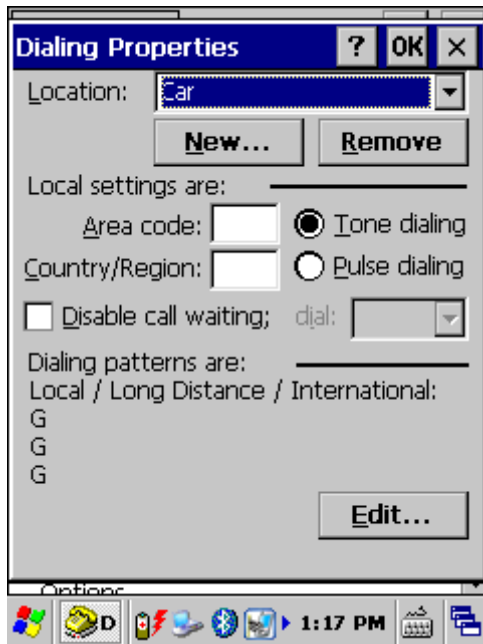 Dialing Properties ? OK ×
Location: Car
New... Remove
Local settings are:
Area code: Tone dialing
Country/Region: Pulse dialing
Disable call waiting; dial:
Dialing patterns are:
Local / Long Distance / International:
G
G
G
Edit...
Options
D 1:17 PM